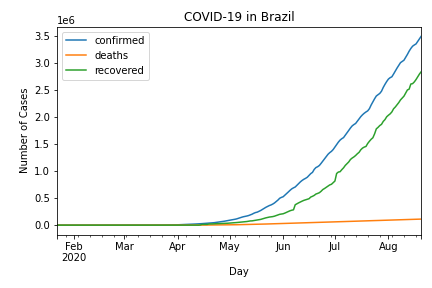 COVID-19 in Brazil
1e6
confirmed
deaths
recovered
3.5
3.0
2.5
2.0
1.5
1.0
0.5
0.0
Number of Cases
Feb Mar Apr May Jun Jul Aug
2020
Day